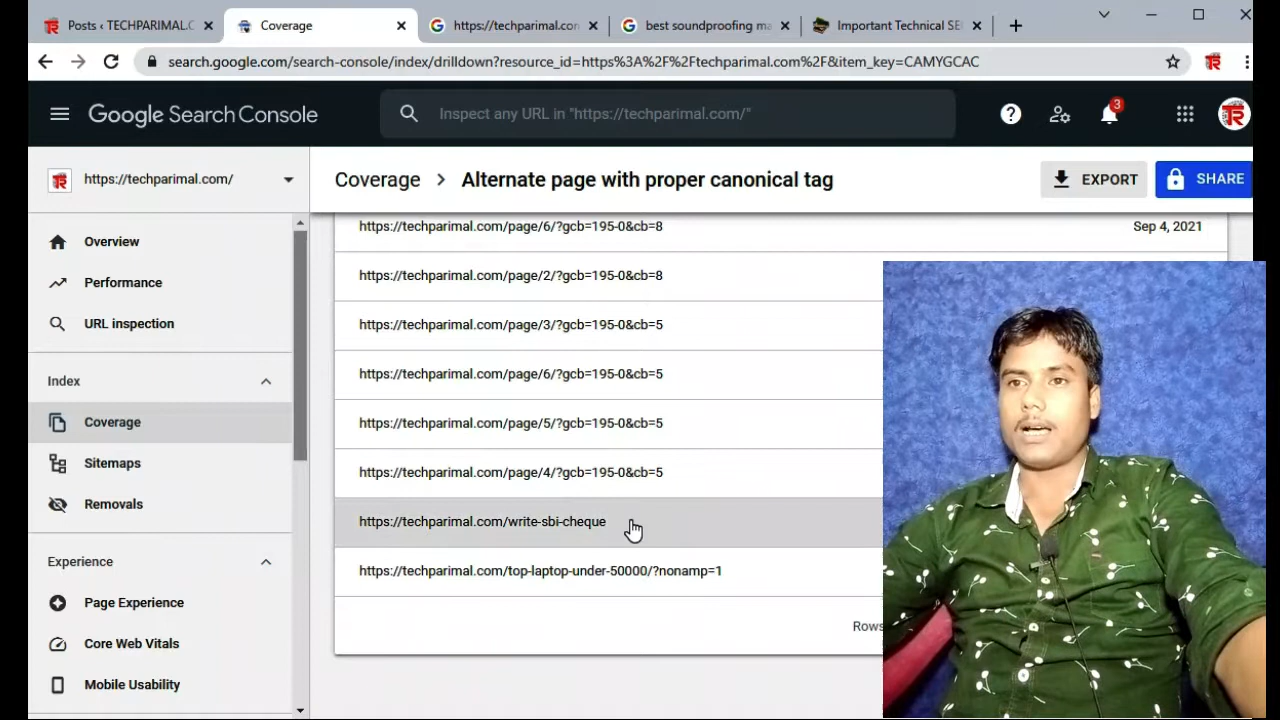 Posts ‹ TECHPARIMAL.C
Coverage
https://techparimal.con
best soundproofing ma
Important Technical SE
search.google.com/search-console/index/drilldown?resource_id=https%3A%2F%2Ftechparimal.com%2F&item_key=CAMYGCAC
Google Search Console
Inspect any URL in "https://techparimal.com/"
3
https://techparimal.com/
Coverage > Alternate page with proper canonical tag
EXPORT
SHARE
Overview
Performance
URL inspection
Index
Coverage
Sitemaps
Removals
Experience
Page Experience
Core Web Vitals
Mobile Usability
https://techparimal.com/page/6/?gcb=195-0&cb=8
Sep 4, 2021
https://techparimal.com/page/2/?gcb=195-0&cb=8
https://techparimal.com/page/3/?gcb=195-0&cb=5
https://techparimal.com/page/6/?gcb=195-0&cb=5
https://techparimal.com/page/5/?gcb=195-0&cb=5
https://techparimal.com/page/4/?gcb=195-0&cb=5
https://techparimal.com/write-sbi-cheque
https://techparimal.com/top-laptop-under-50000/?nonamp=1
Rows